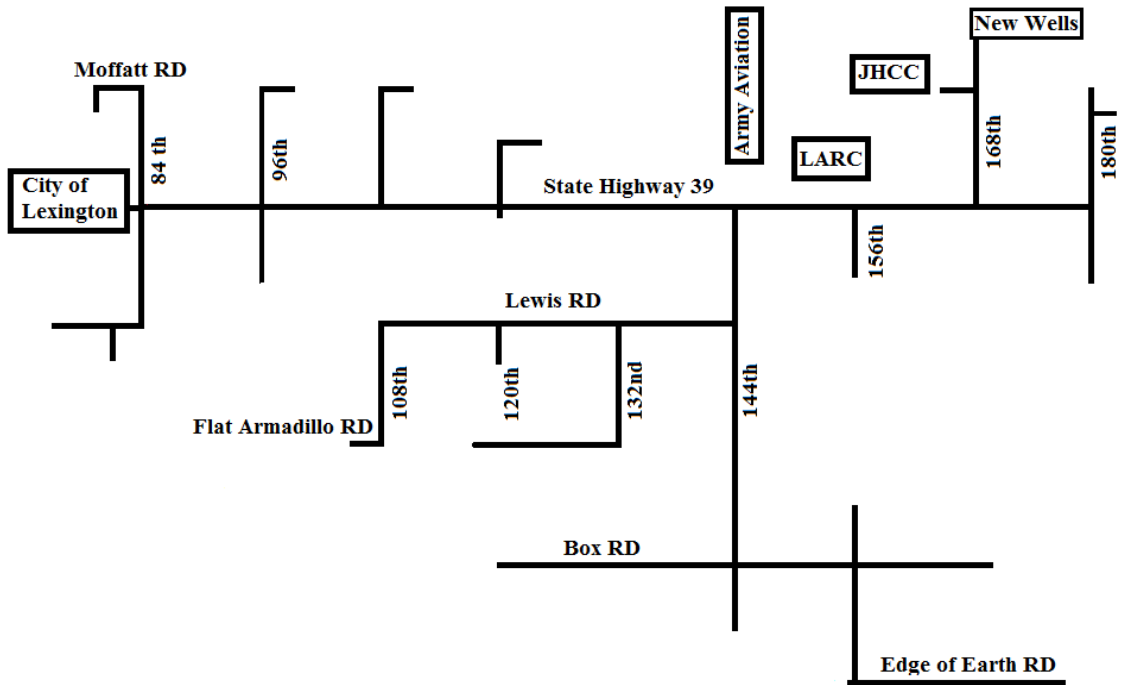 New Wells
Army Aviation
Moffatt RD
JHCC
84 th
96th
168th
180th
LARC
City of
Lexington
State Highway 39
156th
Lewis RD
108th
120th
132nd
144th
Flat Armadillo RD
Box RD
Edge of Earth RD